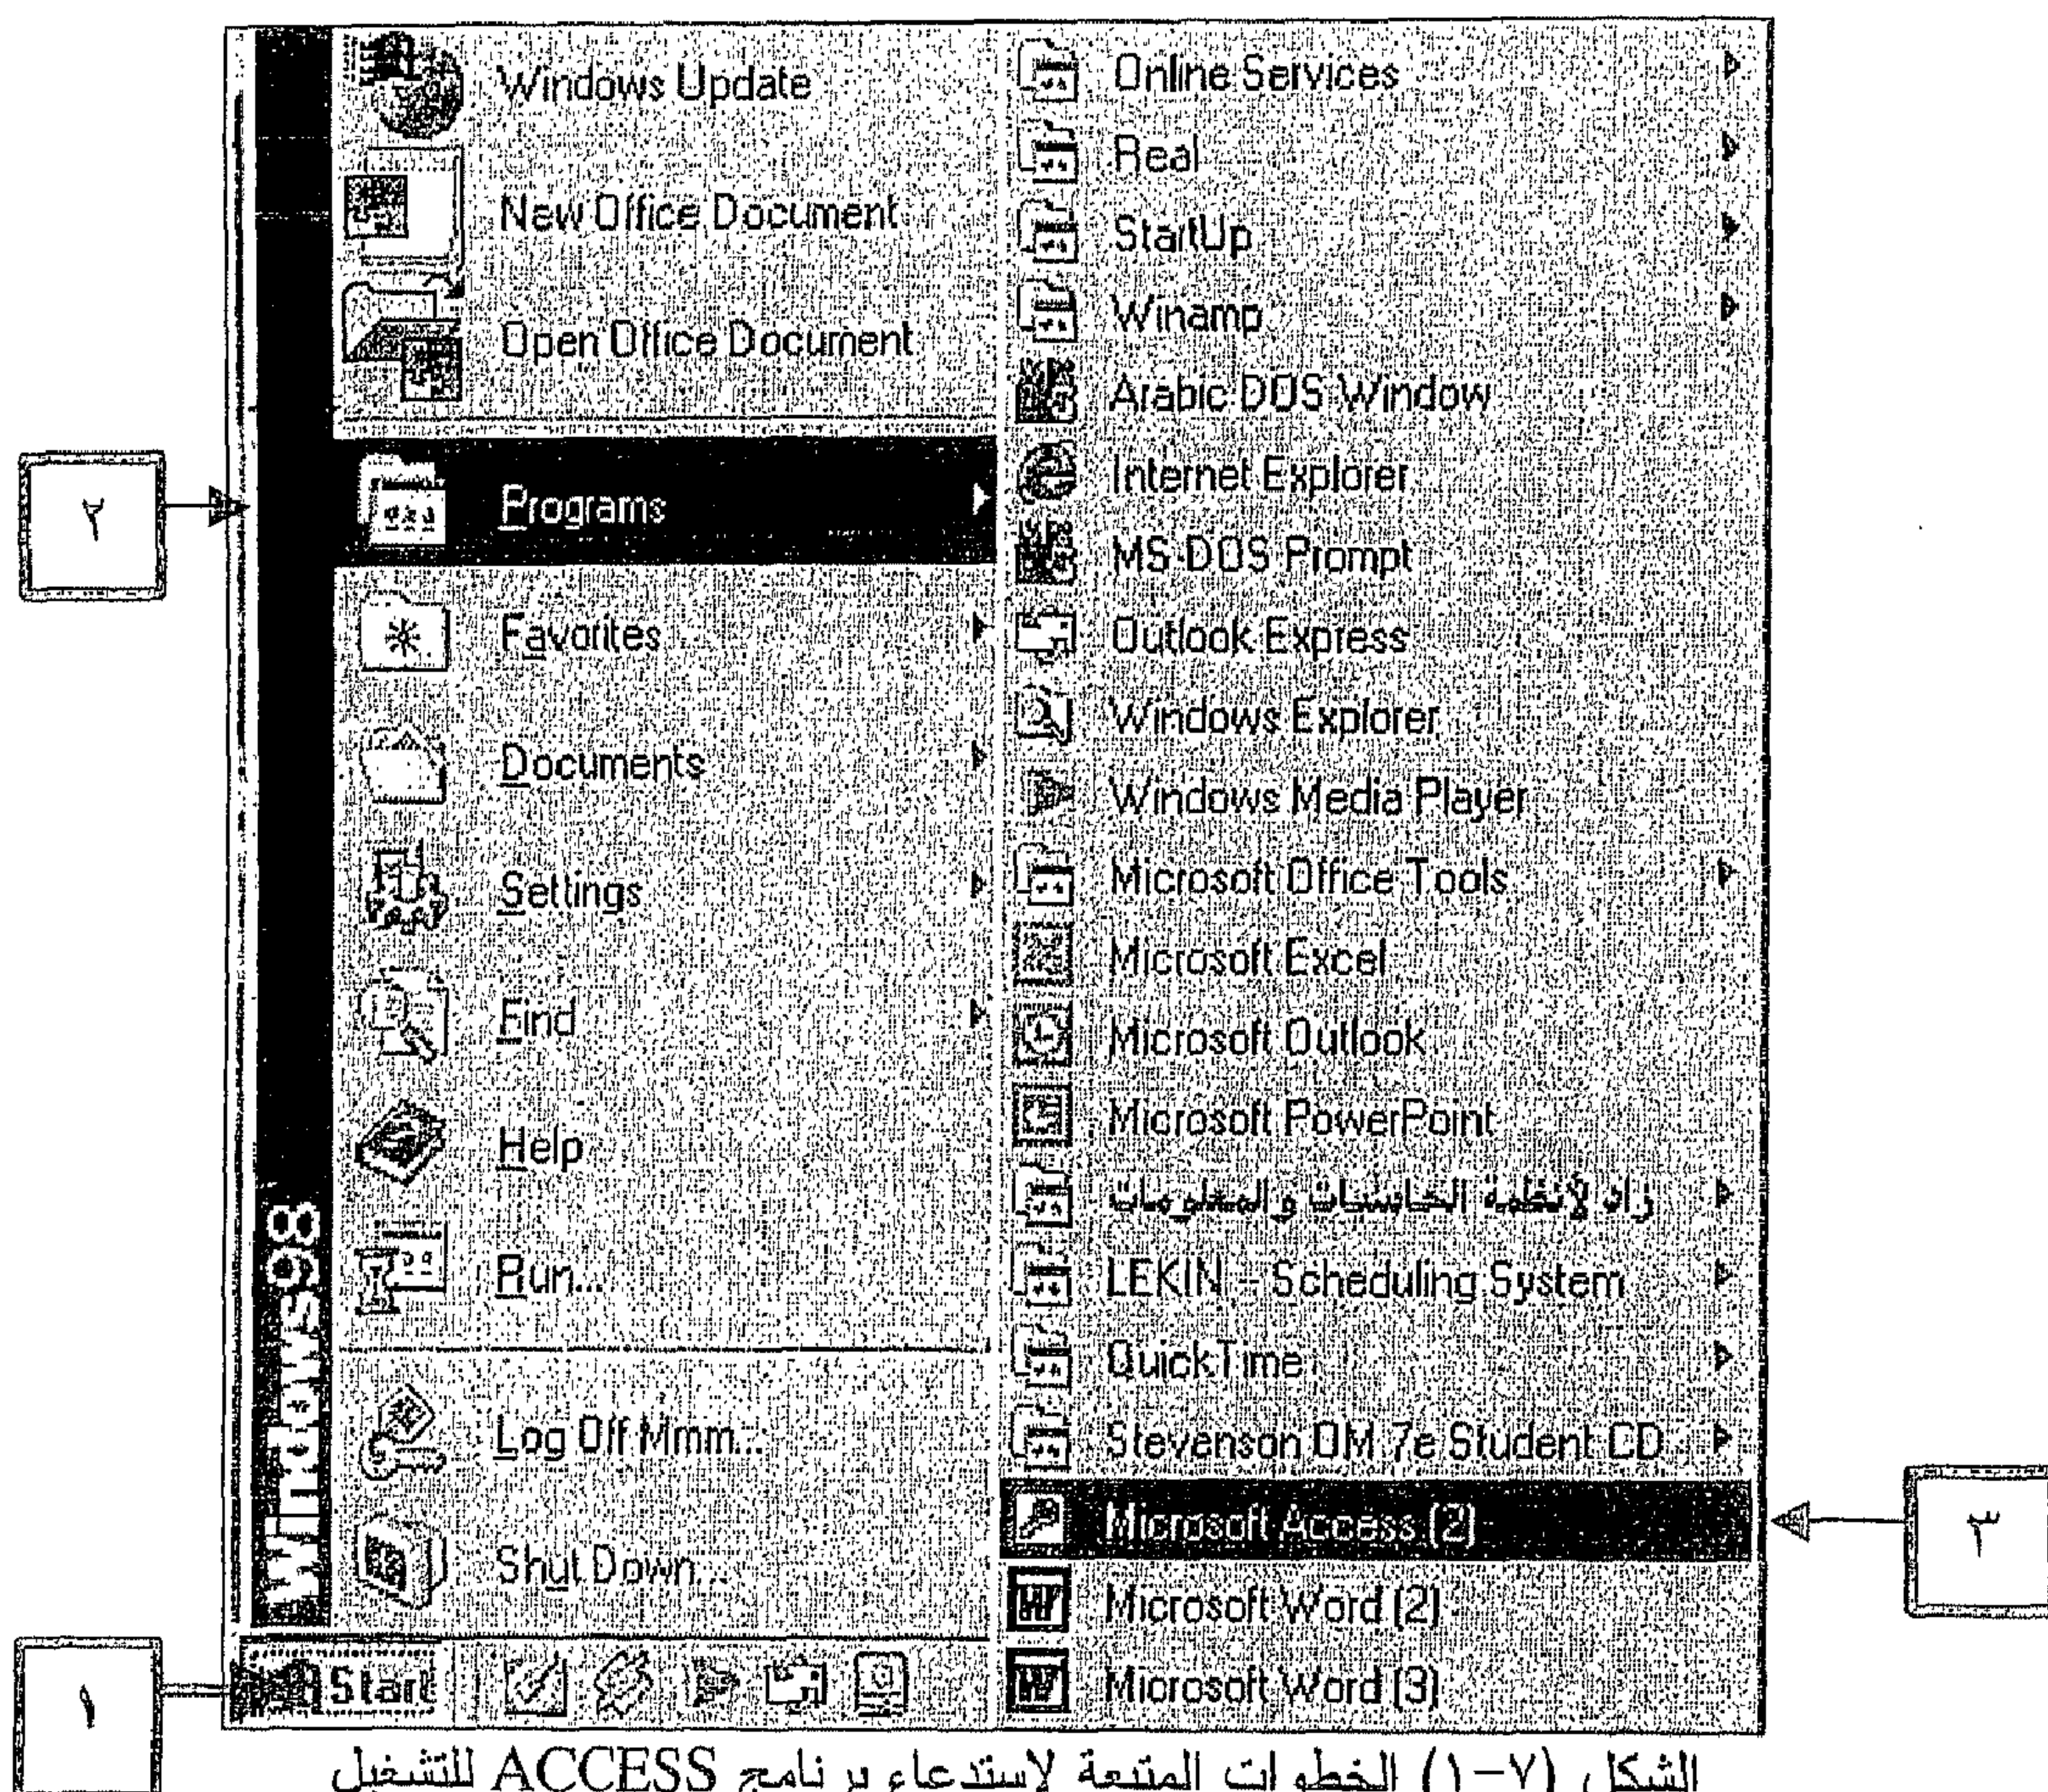 Windows Update
New Office Document
Open Office Document
Programs
Favorites
Documents
Settings
Find
Help
Run...
Log Off Mmm...
Shut Down...
Windows98
Start
Online Services
Real
StartUp
Winamp
Arabic DOS Window
Internet Explorer
MS-DOS Prompt
Outlook Express
Windows Explorer
Windows Media Player
Microsoft Office Tools
Microsoft Excel
Microsoft Outlook
Microsoft PowerPoint
زاد لأنظمة الحاسبات والمعلومات
LEKIN - Scheduling System
QuickTime
Stevenson OM 7e Student CD
Microsoft Access (2)
Microsoft Word (2)
Microsoft Word (3)
٢
٣
١
الشكل (٧-١) الخطوات المتبعة لإستدعاء برنامج ACCESS للتشغيل